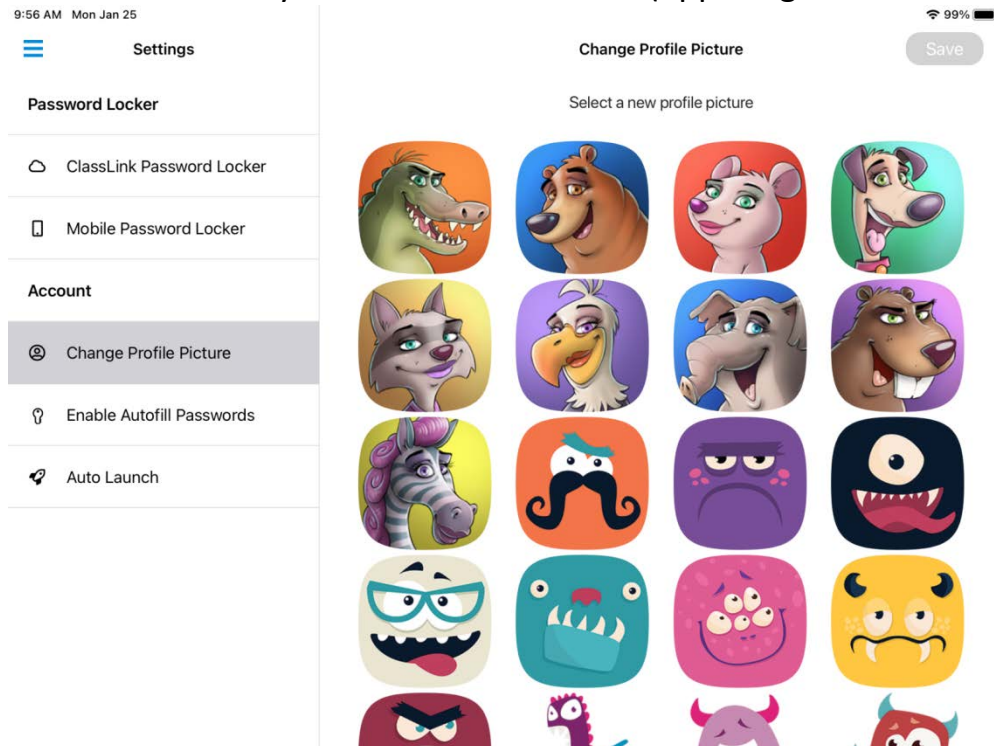 9:56 AM Mon Jan 25
99%
Settings
Password Locker
ClassLink Password Locker
Mobile Password Locker
Account
Change Profile Picture
Enable Autofill Passwords
Auto Launch
Change Profile Picture
Save
Select a new profile picture